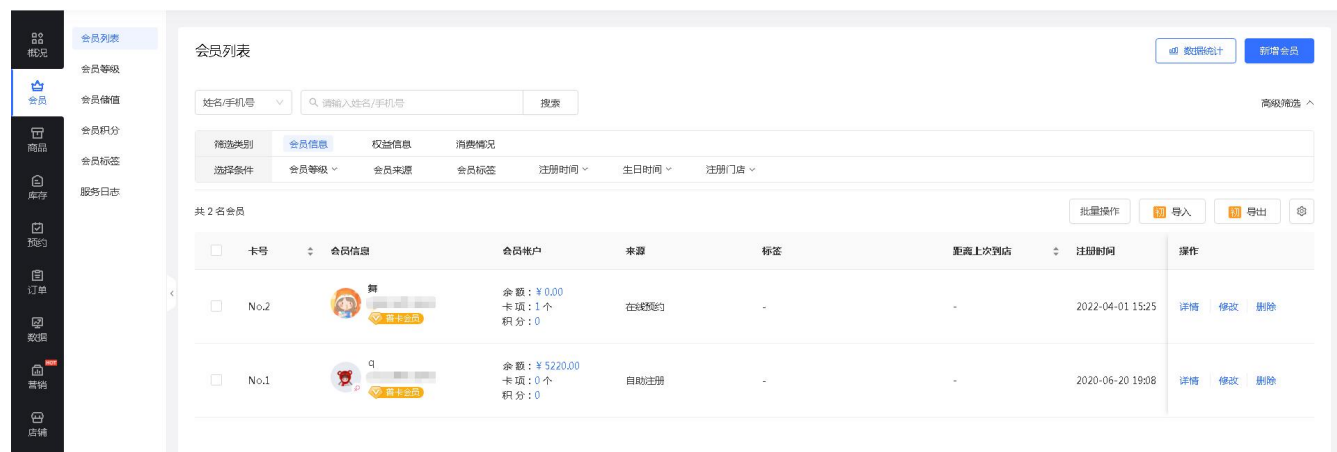 概况
会员
商品
库存
预约
订单
数据
HOT
营销
店铺
会员列表
会员等级
会员储值
会员积分
会员标签
服务日志
会员列表
数据统计
新增会员
姓名/手机号
请输入姓名/手机号
搜索
高级筛选
筛选类别 会员信息 权益信息 消费情况
选择条件 会员等级 会员来源 会员标签 注册时间 生日时间 注册门店
共 2 名会员
批量操作
初 导入
初 导出
卡号 会员信息 会员帐户 来源 标签 距离上次到店 注册时间 操作
No.2
舞
普卡会员
余 额：¥ 0.00
卡 项：1 个
积 分：0
在线预约
-
-
2022-04-01 15:25
详情 修改 删除
No.1
q
普卡会员
余 额：¥ 5220.00
卡 项：0 个
积 分：0
自助注册
-
-
2020-06-20 19:08
详情 修改 删除